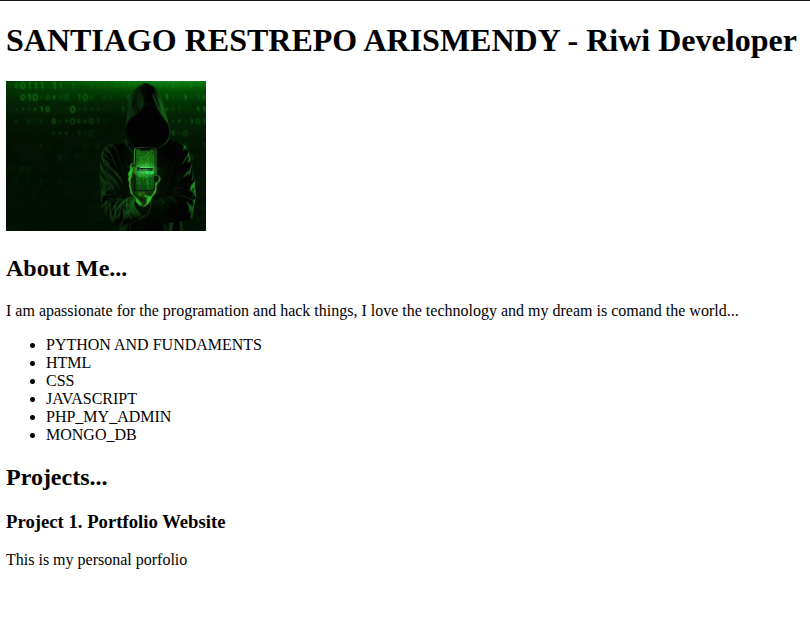 SANTIAGO RESTREPO ARISMENDY - Riwi Developer
About Me...
I am apassionate for the programation and hack things, I love the technology and my dream is comand the world...
PYTHON AND FUNDAMENTS
HTML
CSS
JAVASCRIPT
PHP_MY_ADMIN
MONGO_DB
Projects...
Project 1. Portfolio Website
This is my personal porfolio